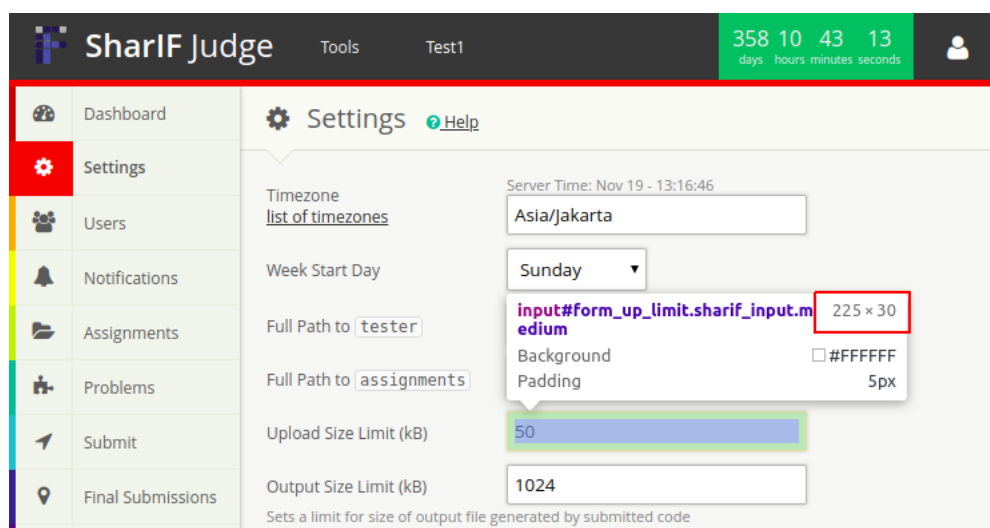 SharIF Judge Tools Test1 358 10 43 13
days hours minutes seconds
Dashboard
Settings
Users
Notifications
Assignments
Problems
Submit
Final Submissions
Settings Help
Server Time: Nov 19 - 13:16:46
Timezone
list of timezones
Asia/Jakarta
Week Start Day Sunday
input#form_up_limit.sharif_input.m 225 × 30
edium
Background #FFFFFF
Padding 5px
Full Path to tester
Full Path to assignments
Upload Size Limit (kB) 50
Output Size Limit (kB) 1024
Sets a limit for size of output file generated by submitted code